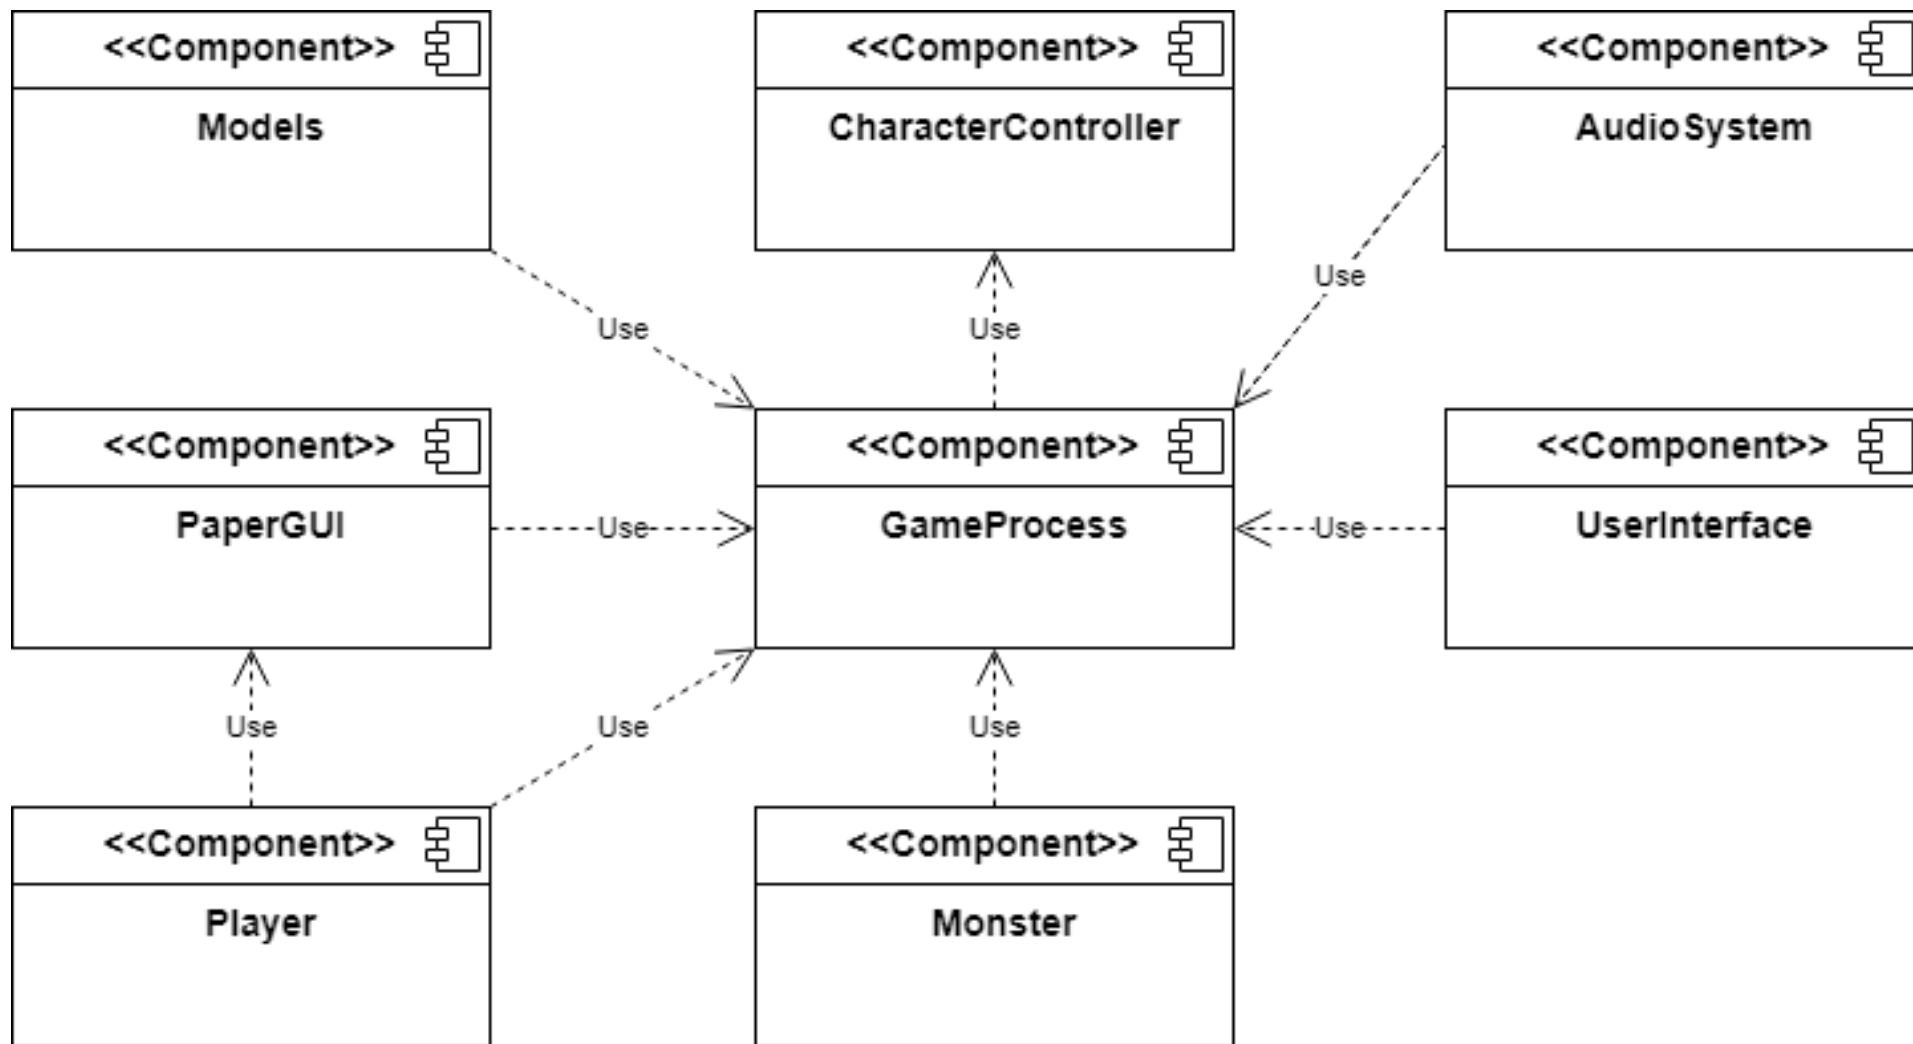 <<Component>>
Models
<<Component>>
CharacterController
<<Component>>
AudioSystem
Use
Use
Use
<<Component>>
PaperGUI
Use
<<Component>>
GameProcess
Use
<<Component>>
UserInterface
Use
Use
Use
<<Component>>
Player
<<Component>>
Monster